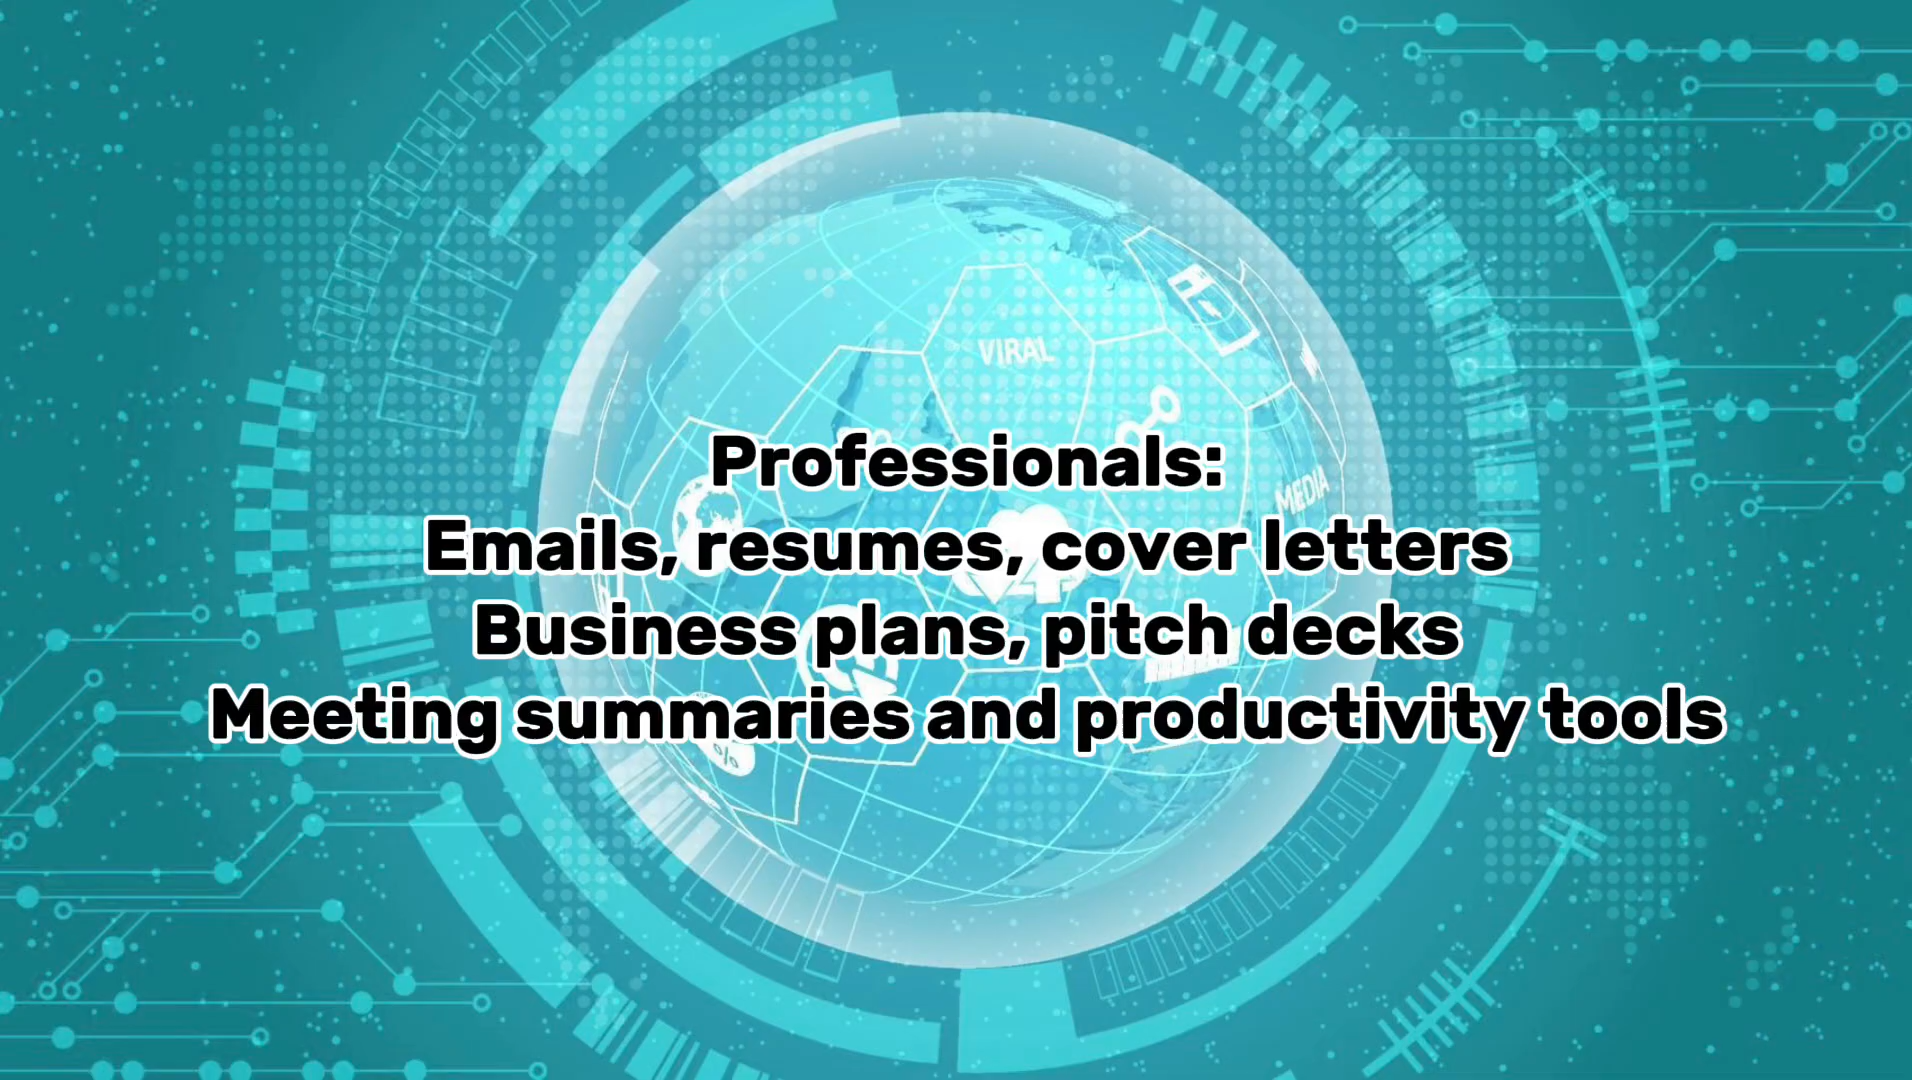 VIRAL
MEDIA
Professionals:
Emails, resumes, cover letters
Business plans, pitch decks
Meeting summaries and productivity tools
%